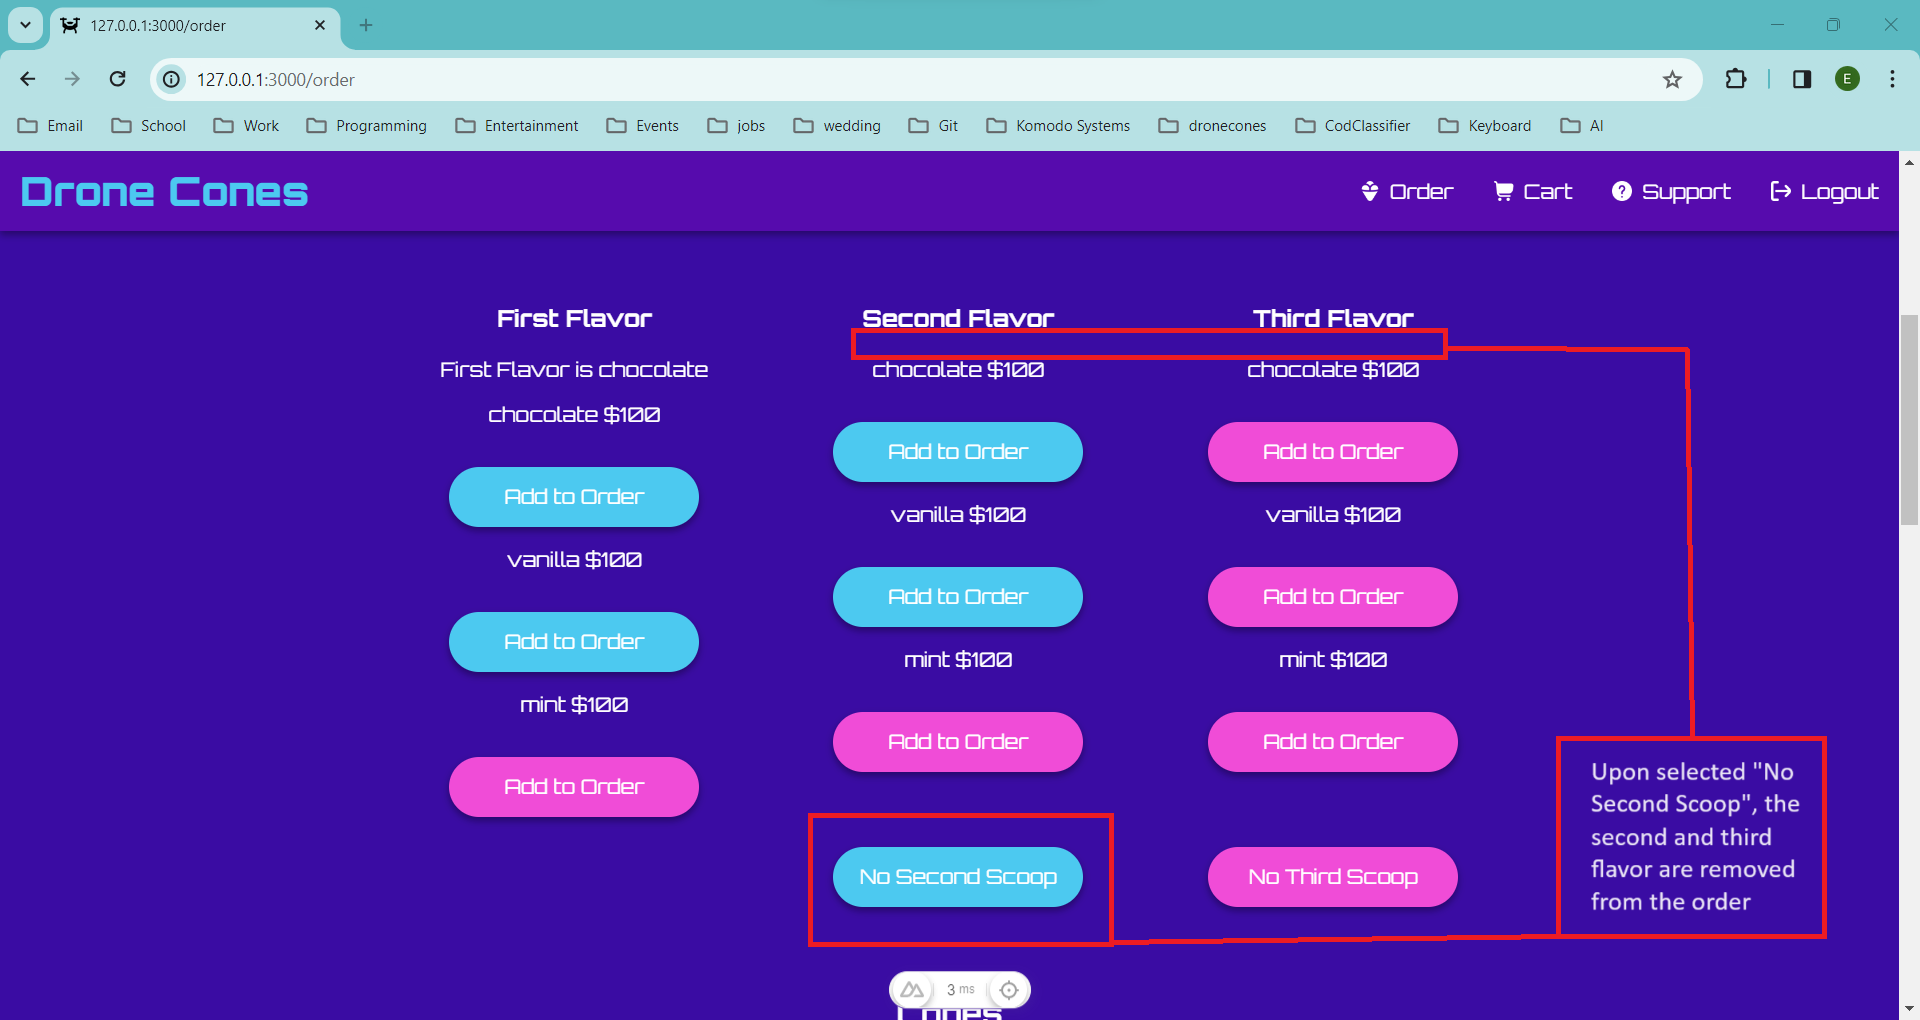 127.0.0.1:3000/order
127.0.0.1:3000/order
E
Email School Work Programming Entertainment Events jobs wedding Git Komodo Systems dronecones CodClassifier Keyboard AI
Drone Cones Order Cart Support Logout
First Flavor Second Flavor Third Flavor
First Flavor is chocolate chocolate $100 chocolate $100
chocolate $100
Add to Order Add to Order
Add to Order
vanilla $100 vanilla $100
vanilla $100
Add to Order Add to Order
Add to Order
mint $100 mint $100
mint $100
Add to Order Add to Order
Add to Order
Upon selected "No
Second Scoop", the
second and third
flavor are removed
from the order
No Second Scoop No Third Scoop
3 ms
Cones